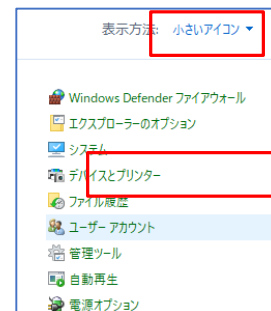 表示方法: 小さいアイコン
Windows Defender ファイアウォール
エクスプローラーのオプション
システム
デバイスとプリンター
ファイル履歴
ユーザー アカウント
管理ツール
自動再生
電源オプション